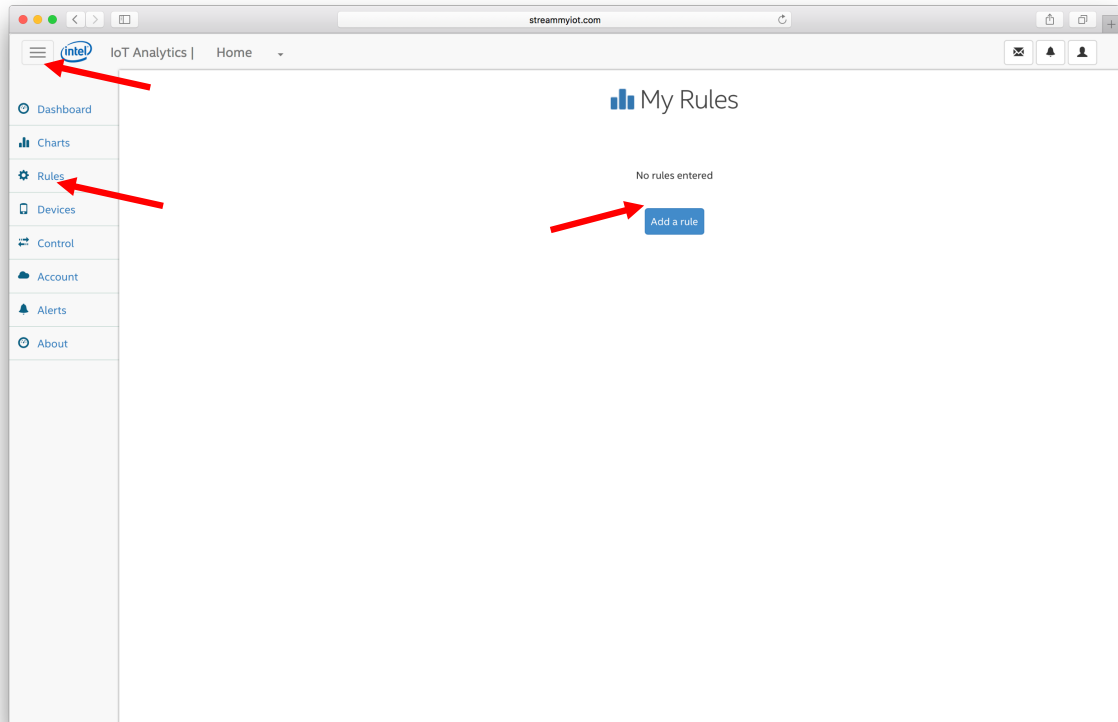 streammyiot.com
intel IoT Analytics | Home
My Rules
Dashboard
Charts
Rules
Devices
Control
Account
Alerts
About
No rules entered
Add a rule